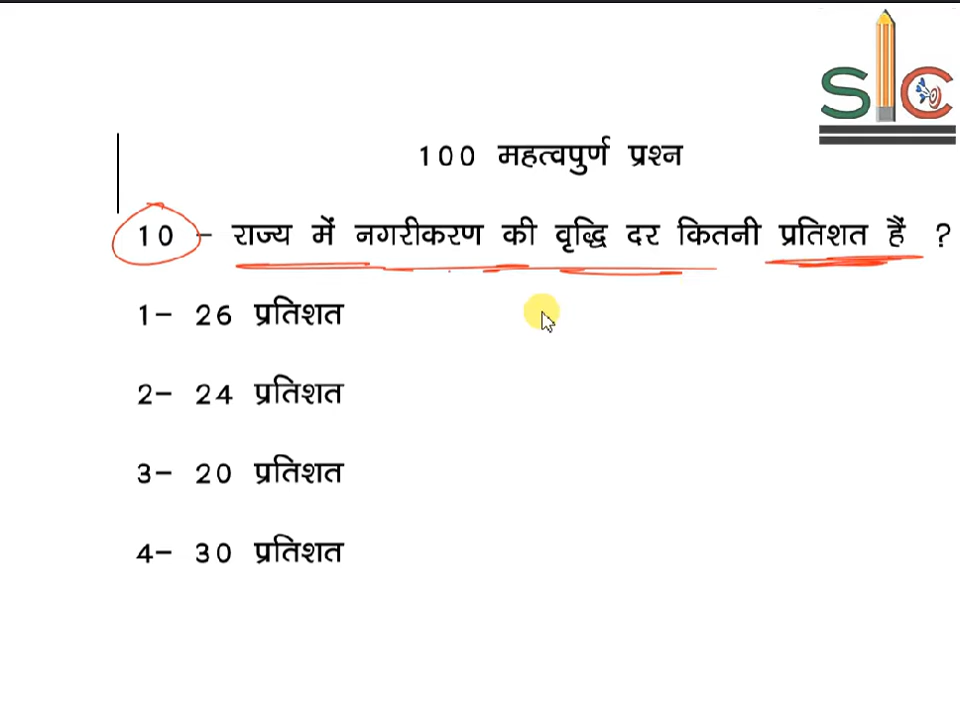 SIC
100 महत्वपुर्ण प्रश्न
10 - राज्य में नगरीकरण की वृद्धि दर कितनी प्रतिशत हैं ?
1- 26 प्रतिशत
2- 24 प्रतिशत
3- 20 प्रतिशत
4- 30 प्रतिशत